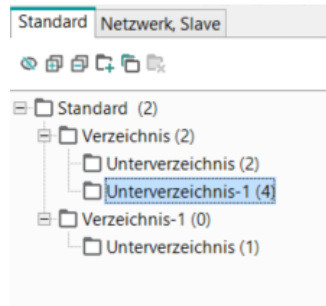 Standard Netzwerk, Slave
Standard (2)
Verzeichnis (2)
Unterverzeichnis (2)
Unterverzeichnis-1 (4)
Verzeichnis-1 (0)
Unterverzeichnis (1)